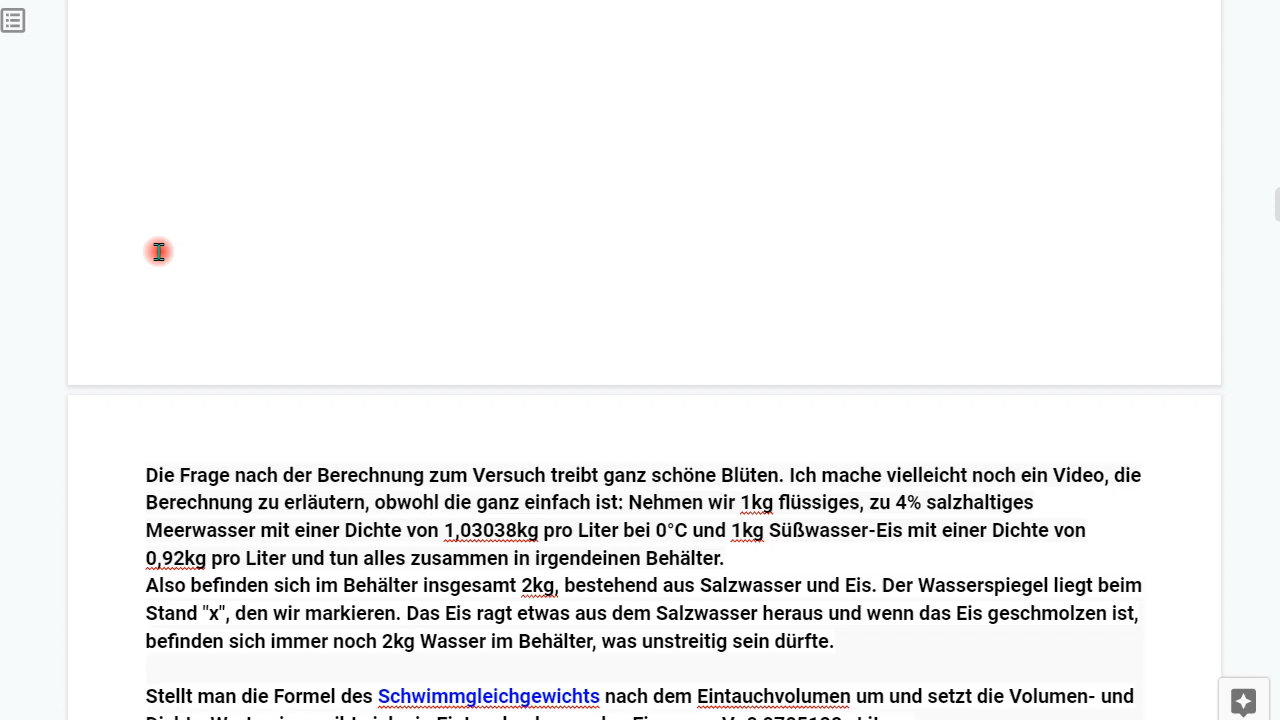 Die Frage nach der Berechnung zum Versuch treibt ganz schöne Blüten. Ich mache vielleicht noch ein Video, die
Berechnung zu erläutern, obwohl die ganz einfach ist: Nehmen wir 1kg flüssiges, zu 4% salzhaltiges
Meerwasser mit einer Dichte von 1,03038kg pro Liter bei 0°C und 1kg Süßwasser-Eis mit einer Dichte von
0,92kg pro Liter und tun alles zusammen in irgendeinen Behälter.
Also befinden sich im Behälter insgesamt 2kg, bestehend aus Salzwasser und Eis. Der Wasserspiegel liegt beim
Stand "x", den wir markieren. Das Eis ragt etwas aus dem Salzwasser heraus und wenn das Eis geschmolzen ist,
befinden sich immer noch 2kg Wasser im Behälter, was unstreitig sein dürfte.
Stellt man die Formel des Schwimmgleichgewichts nach dem Eintauchvolumen um und setzt die Volumen- und